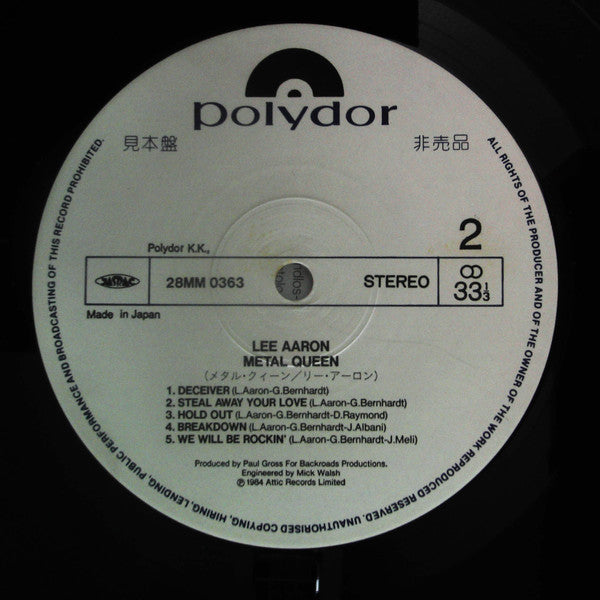 polydor
見本盤
非売品
ALL RIGHTS OF THE PRODUCER AND OF THE OWNER OF THE WORK REPRODUCED RESERVED. UNAUTHORISED COPYING, HIRING, LENDING, PUBLIC PERFORMANCE AND BROADCASTING OF THIS RECORD PROHIBITED.
2
Polydor K.K.,
28MM 0363
STEREO
33 1/3
Made in Japan
LEE AARON
METAL QUEEN
(メタル・クィーン/リー・アーロン)
1. DECEIVER (L.Aaron-G.Bernhardt)
2. STEAL AWAY YOUR LOVE (L.Aaron-G.Bernhardt)
3. HOLD OUT (L.Aaron-G.Bernhardt-D.Raymond)
4. BREAKDOWN (L.Aaron-G.Bernhardt-J.Albani)
5. WE WILL BE ROCKIN' (L.Aaron-G.Bernhardt-J.Meli)
Produced by Paul Gross For Backroads Productions.
Engineered by Mick Walsh
℗ 1984 Attic Records Limited